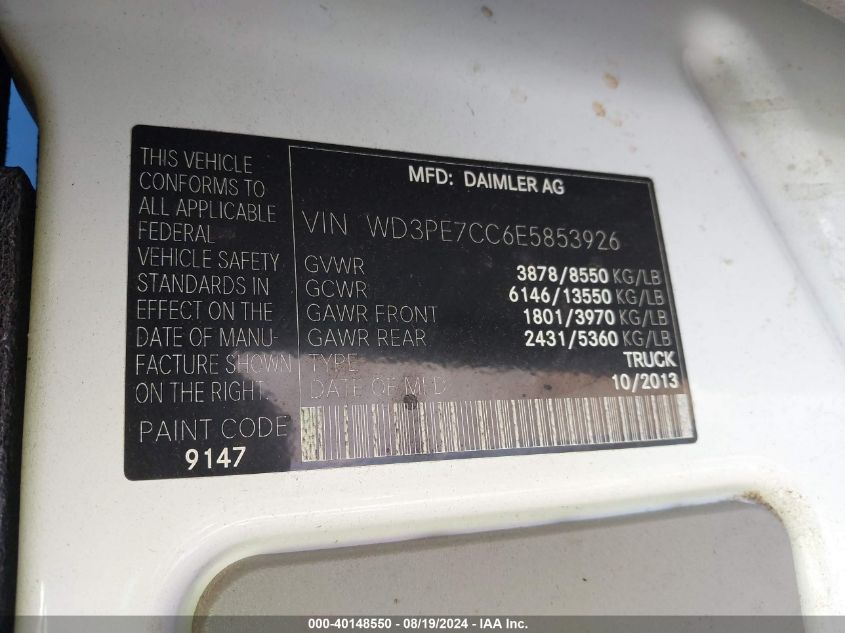 THIS VEHICLE
CONFORMS TO
ALL APPLICABLE
FEDERAL
VEHICLE SAFETY
STANDARDS IN
EFFECT ON THE
DATE OF MANU-
FACTURE SHOWN
ON THE RIGHT
PAINT CODE
9147
MFD: DAIMLER AG
VIN WD3PE7CC6E5853926
GVWR 3878/8550 KG/LB
GCWR 6146/13550 KG/LB
GAWR FRONT 1801/3970 KG/LB
GAWR REAR 2431/5360 KG/LB
TYPE TRUCK
DATE OF MFD 10/2013
000-40148550 - 08/19/2024 - IAA Inc.